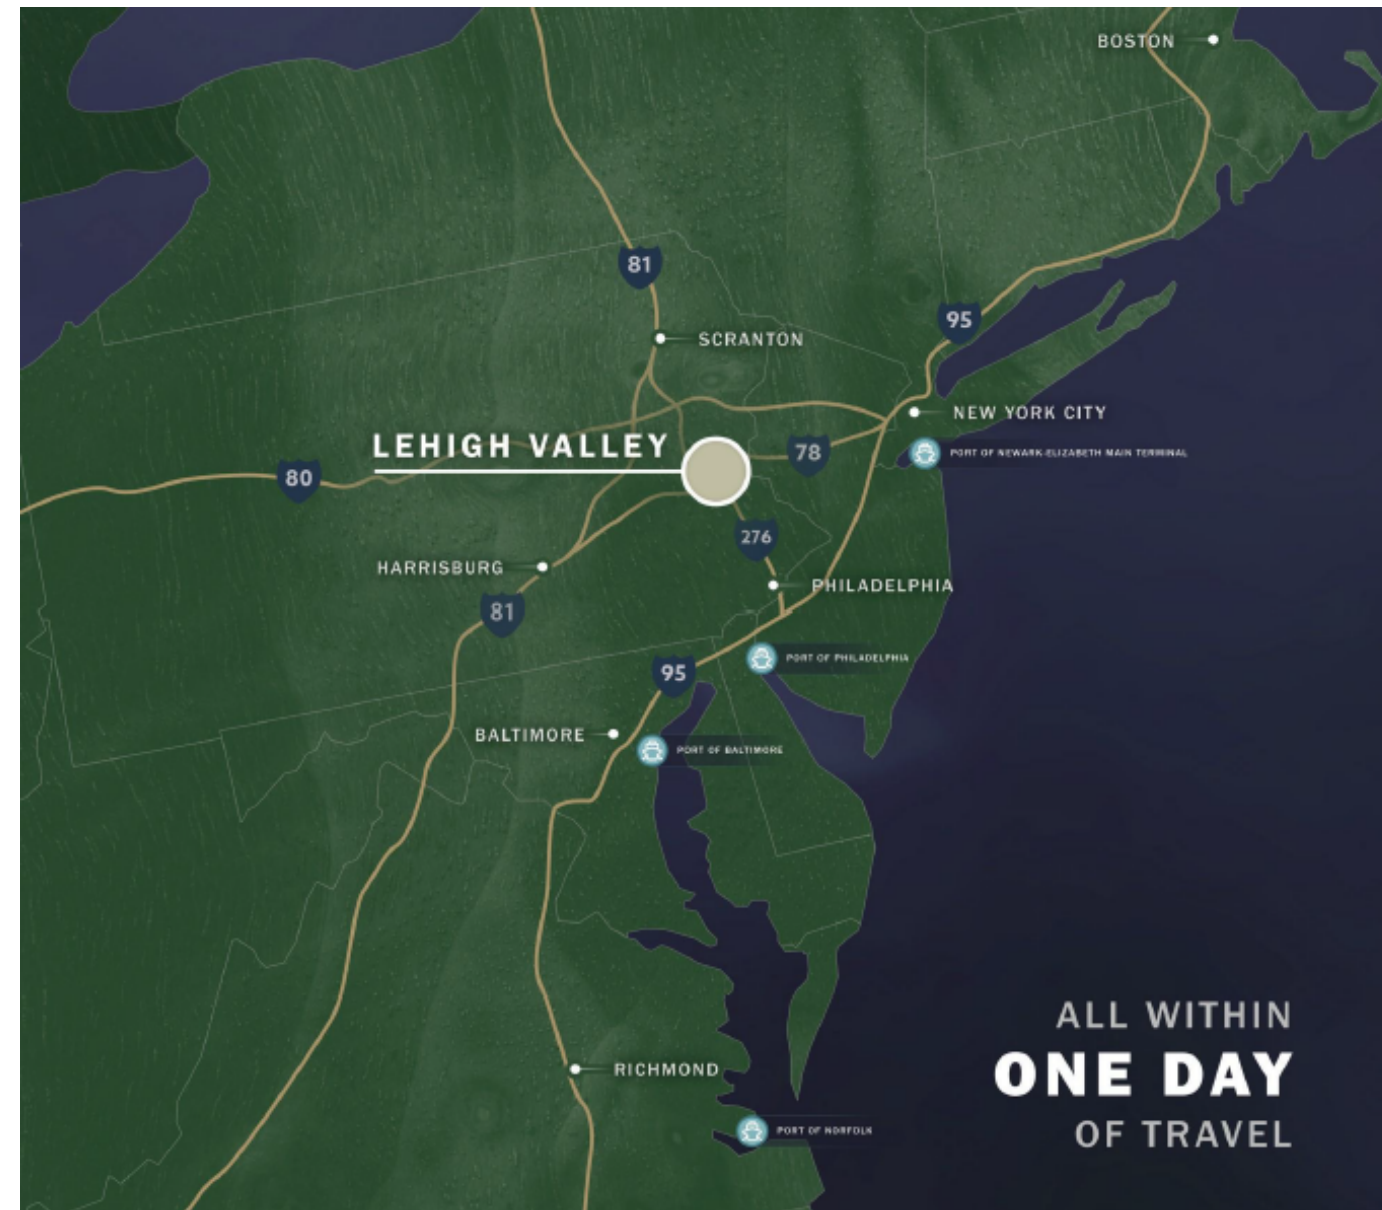 BOSTON
81
95
SCRANTON
NEW YORK CITY
LEHIGH VALLEY
78
PORT OF NEWARK-ELIZABETH MAIN TERMINAL
80
276
HARRISBURG
PHILADELPHIA
81
PORT OF PHILADELPHIA
95
BALTIMORE
PORT OF BALTIMORE
ALL WITHIN
ONE DAY
OF TRAVEL
RICHMOND
PORT OF NORFOLK